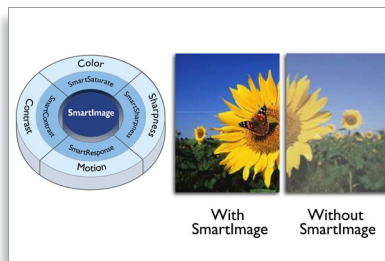 Color
SmartSaturate
Contrast
SmartContrast
SmartImage
SmartSharpness
Sharpness
SmartResponse
Motion
With
SmartImage
Without
SmartImage